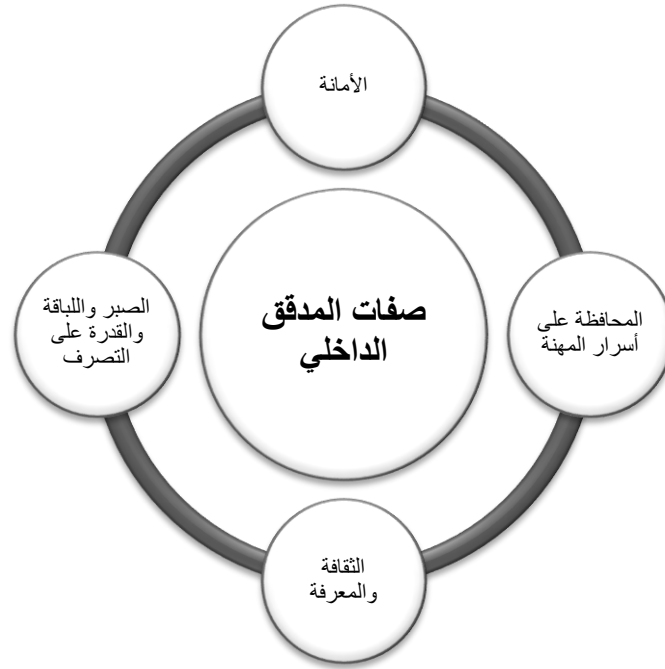 الأمانة
المحافظة على
أسرار المهنة
صفات المدقق
الداخلي
الصبر واللباقة
والقدرة على
التصرف
الثقافة
والمعرفة